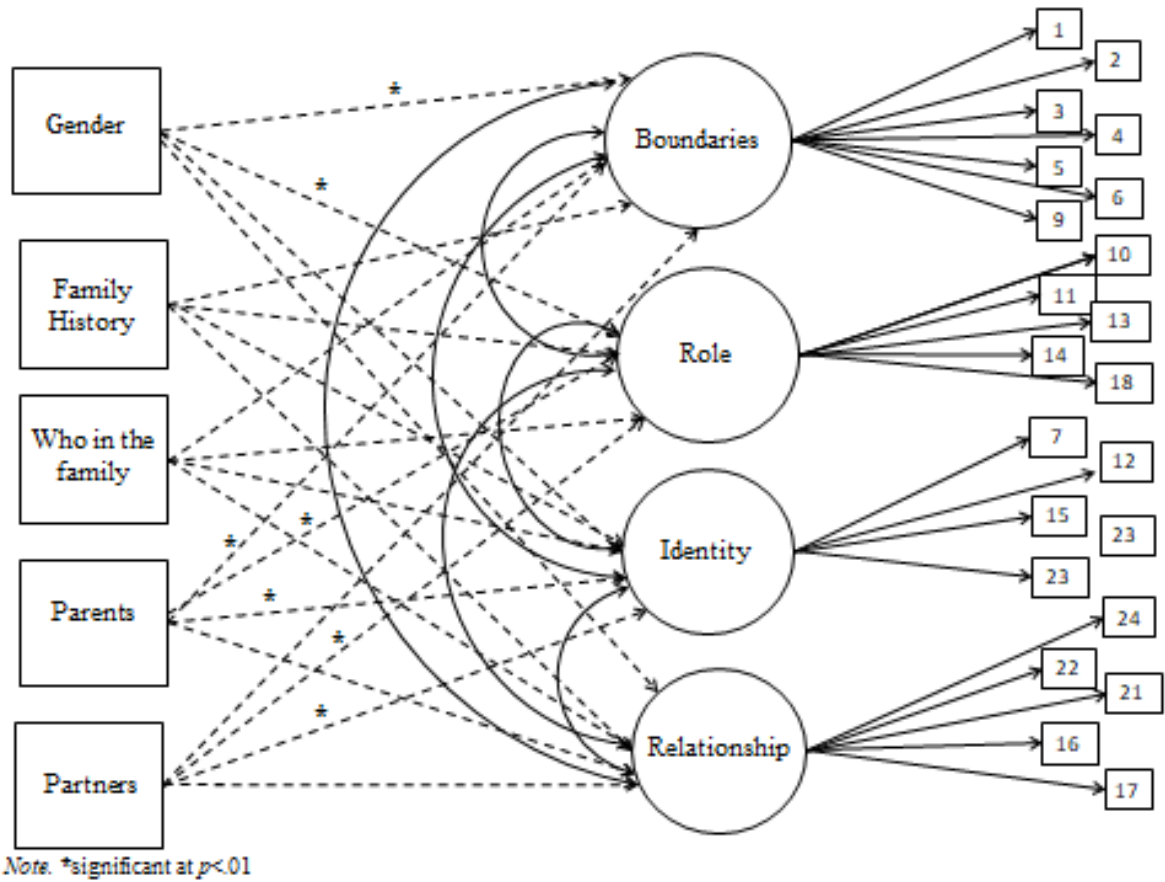 Gender
Family
History
Who in the
family
Parents
Partners
*
*
*
*
*
*
*
Boundaries
Role
Identity
Relationship
1
2
3
4
5
6
9
10
11
13
14
18
7
12
15
23
23
24
22
21
16
17
Note. *significant at p<.01